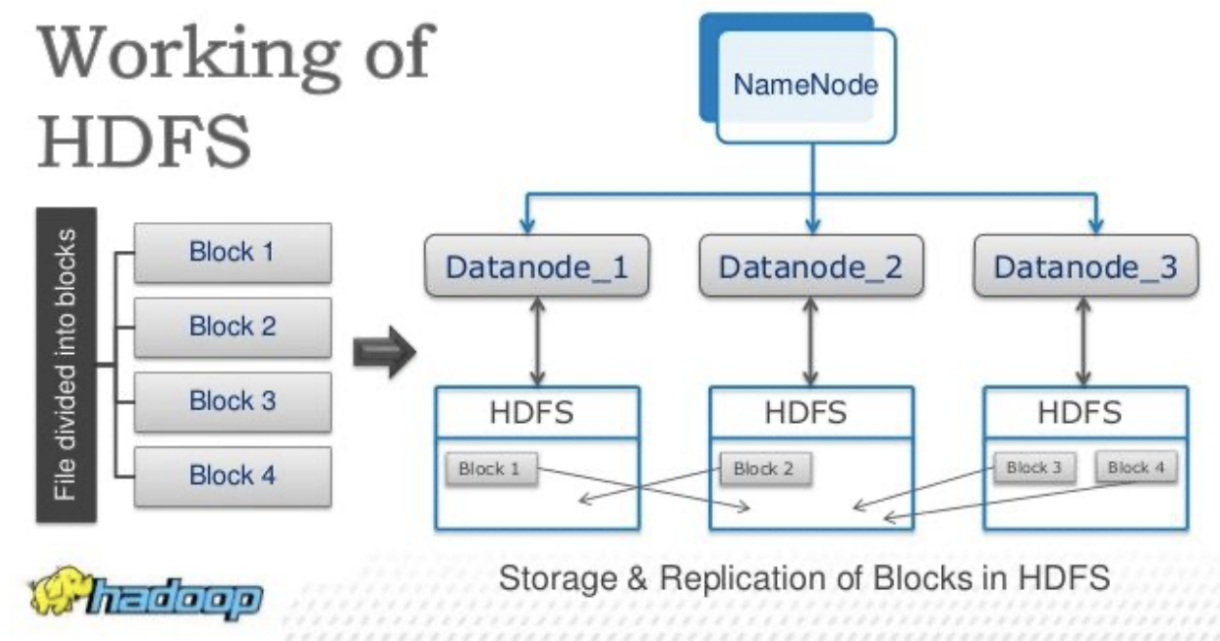 Working of
HDFS
File divided into blocks
Block 1
Block 2
Block 3
Block 4
NameNode
Datanode_1
Datanode_2
Datanode_3
HDFS
HDFS
HDFS
Block 1
Block 2
Block 3
Block 4
hadoop
Storage & Replication of Blocks in HDFS